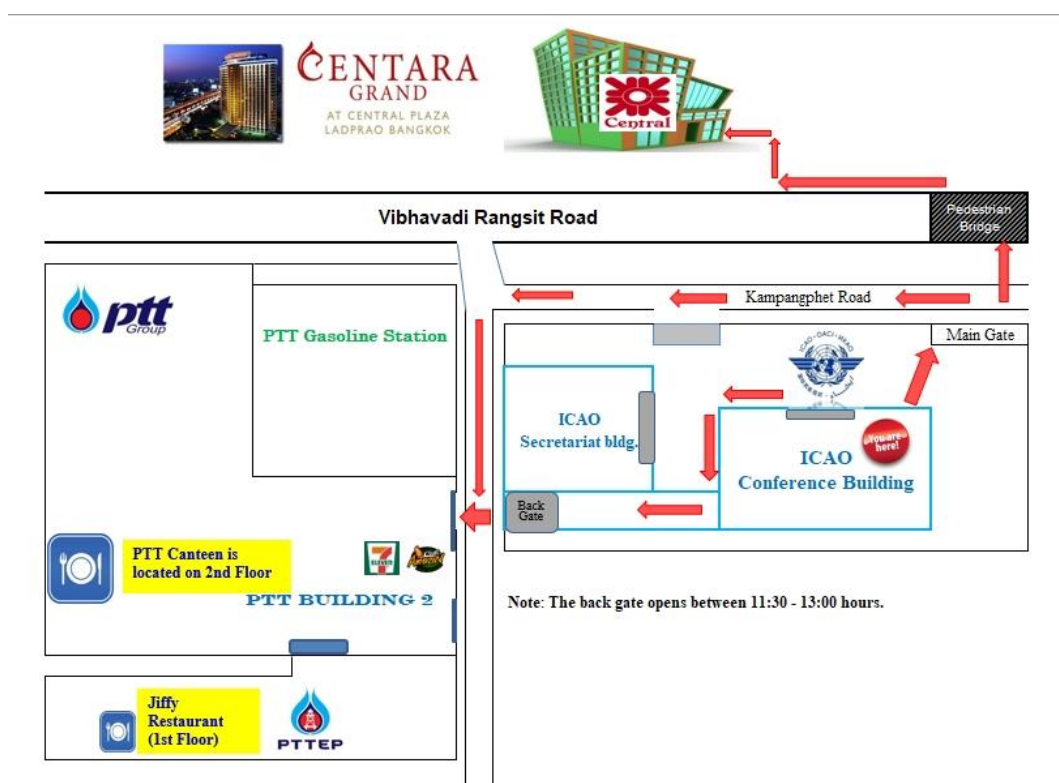 CENTARA
GRAND
AT CENTRAL PLAZA
LADPRAO BANGKOK
Central
Vibhavadi Rangsit Road
Pedestrian
Bridge
Kampangphet Road
ptt
Group
PTT Gasoline Station
Main Gate
ICAO
Secretariat bldg.
You are
here!
ICAO
Conference Building
Back
Gate
PTT Canteen is
located on 2nd Floor
7
ELEVEN
PTT BUILDING 2
Note: The back gate opens between 11:30 - 13:00 hours.
Jiffy
Restaurant
(1st Floor)
PTTEP